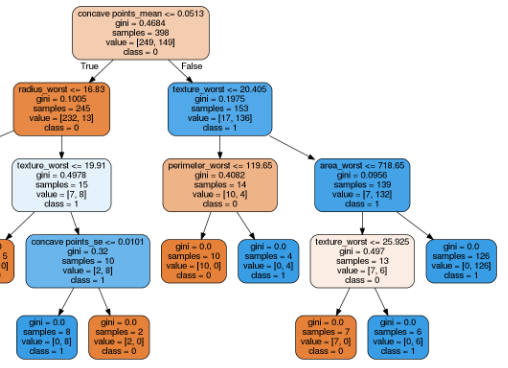 concave points_mean <= 0.0513
gini = 0.4684
samples = 398
value = [249, 149]
class = 0
True
False
radius_worst <= 16.83
gini = 0.1005
samples = 245
value = [232, 13]
class = 0
texture_worst <= 20.405
gini = 0.1975
samples = 153
value = [17, 136]
class = 1
texture_worst <= 19.91
gini = 0.4978
samples = 15
value = [7, 8]
class = 1
perimeter_worst <= 119.65
gini = 0.4082
samples = 14
value = [10, 4]
class = 0
area_worst <= 718.65
gini = 0.0956
samples = 139
value = [7, 132]
class = 1
5
0]
concave points_se <= 0.0101
gini = 0.32
samples = 10
value = [2, 8]
class = 1
gini = 0.0
samples = 10
value = [10, 0]
class = 0
gini = 0.0
samples = 4
value = [0, 4]
class = 1
texture_worst <= 25.925
gini = 0.497
samples = 13
value = [7, 6]
class = 0
gini = 0.0
samples = 126
value = [0, 126]
class = 1
gini = 0.0
samples = 8
value = [0, 8]
class = 1
gini = 0.0
samples = 2
value = [2, 0]
class = 0
gini = 0.0
samples = 7
value = [7, 0]
class = 0
gini = 0.0
samples = 6
value = [0, 6]
class = 1